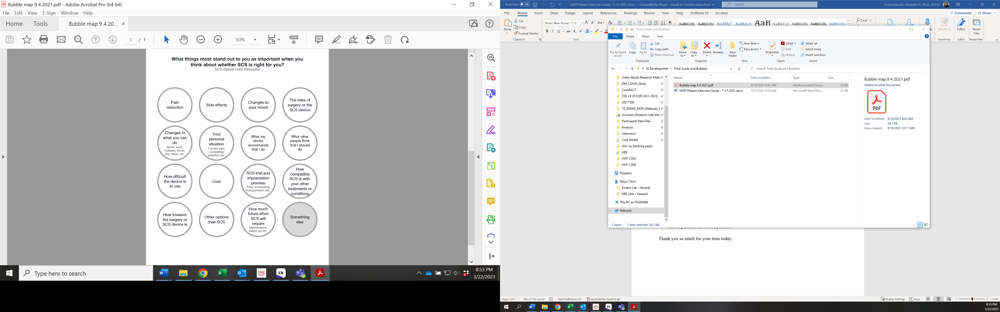 Bubble map 9 4 2021.pdf - Adobe Acrobat Pro (64-bit)
File Edit View E-Sign Window Help
Home Tools Bubble map 9 4 20... ×
1 / 1 50%
What things most stand out to you as important when you
think about whether SCS is right for you?
SCS=Spinal Cord Stimulator
Pain
reduction
Side effects
Changes to
your mood
The risks of
surgery or the
SCS device
Changes in
what you can
do
Move, work,
hobbies, travel,
sex, sleep, etc.
Your
personal
situation
Current pain,
competing
priorities etc.
What my
doctor
recommends
that I do
What other
people think
that I should
do
How difficult
the device is
to use
Cost
SCS trial and
implantation
process
Time, scheduling,
transportation etc.
How
compatible
SCS is with
your other
treatments or
conditions
How invasive
the surgery or
SCS device is
Other options
than SCS
How much
future effort
SCS will
require
Maintenance,
follow-up etc.
Something
else
Type here to search
8:53 PM
3/22/2023
AutoSave Off M2PI Patient Interview Guide - 5-10-2021.docx - Compatibility Mode • Saved to \\mfad\researchmn Search Golembiewski, Elizabeth H., Ph.D., M.P.H.
File Home Insert Draw Design Layout References Mailings Review View Help EndNote 20 Acrobat Comments Share
Paste
Cut
Copy
Format Painter
Clipboard
Times New Roma 12
Font
AaBbCcDc AaBbCcDc AaBbC AaBbCcI AaB AaBbCcD AaBbCcDc AaBbCcDc AaBbCcDc AaBbCcDc
Find
Sensitivity
Editor
Reuse
Files
Sensitivity Editor Reuse Files
Final Guide and Bubbles
File Home Share View
Pin to Quick
access
Copy
Paste
Cut
Copy path
Paste shortcut
Move
to
Copy
to
Delete
Rename
New
folder
New item
Easy access
Properties
Open
Edit
History
Select all
Select none
Invert selection
Clipboard Organize New Open Select
« IG Development › Final Guide and Bubbles
Search Final Guide and Bubbles
Name Date modified Type Size
Bubble map 9 4 2021.pdf 9/10/2021 9:42 AM Adobe Acrobat Docu... 25 KB
M2PI Patient Interview Guide - 7-27-2021.docx 7/27/2021 9:19 AM Microsoft Word Doc... 21 KB
Video-Based Research Meth
DM_COVID_Study
ComPACT
T2D CE (PCORI 2021-2023)
M217308
19_004305_M2PI_Methods_t
Inclusion Research with Eliz
Participant Data Files
Analysis
Interviews
Cost Toolkit
Aim 2a_Ranking paper
HEE
HYP-C003
HYP-C004
Dropbox
Mayo Clinic
Enders Lab - General
KER_Unit - General
This PC on R5263668
Network
2 items 1 item selected 24.1 KB
Bubble map 9 4 2021.pdf
Adobe Acrobat Document
PDF
Date modified: 9/10/2021 9:42 AM
Size: 24.1 KB
Date created: 9/10/2021 10:11 AM
Thank you so much for your time today.
Page 3 of 3 396 of 746 words Text Predictions: On Accessibility: Good to go Display Settings Focus 110%
8:53 PM
3/22/2023